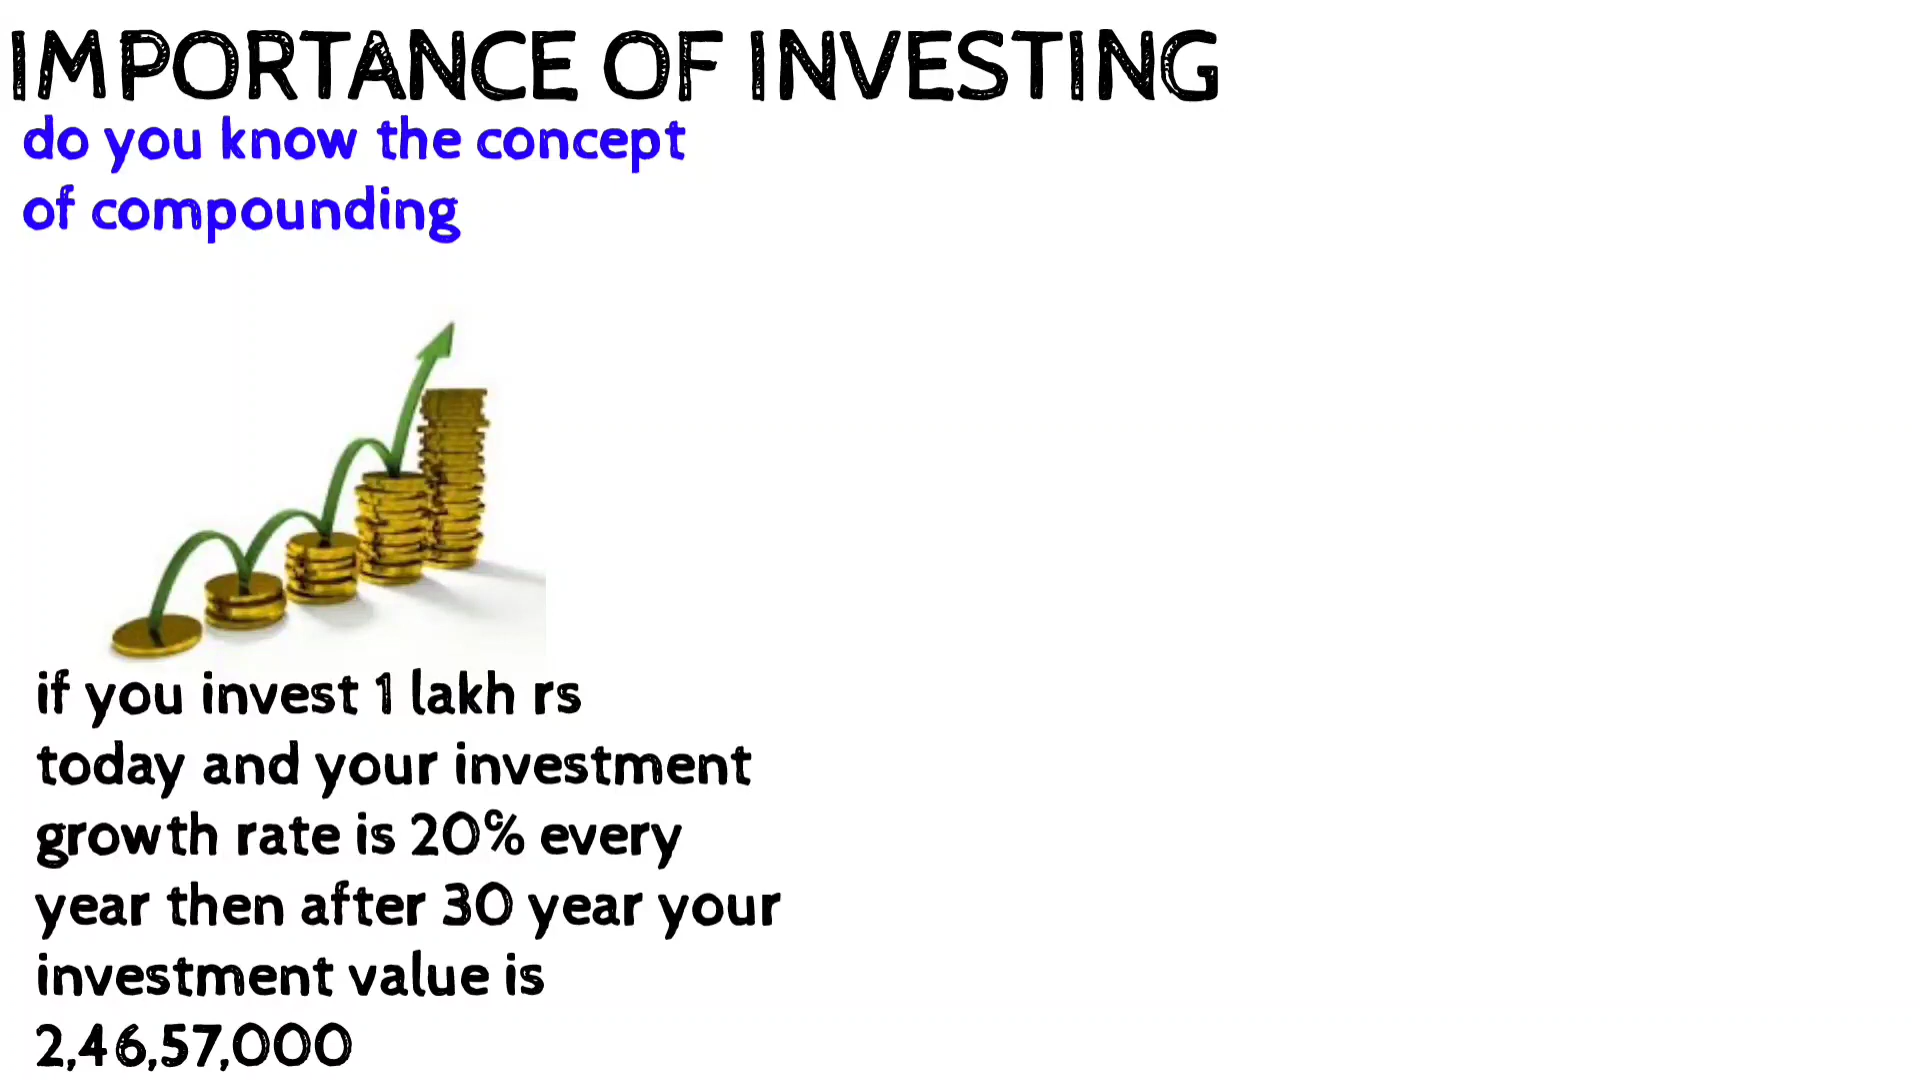 IMPORTANCE OF INVESTING
do you know the concept
of compounding
if you invest 1 lakh rs
today and your investment
growth rate is 20% every
year then after 30 year your
investment value is
2,46,57,000